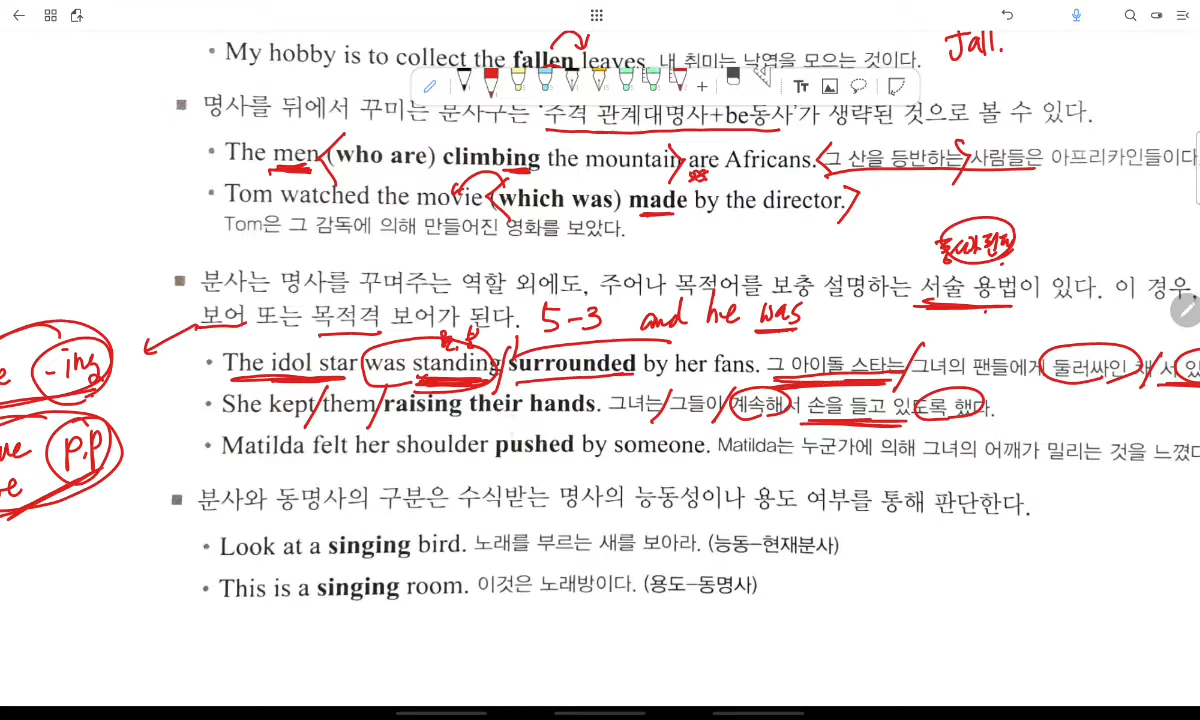 My hobby is to collect the fallen leaves. 내 취미는 낙엽을 모으는 것이다.
fall.
명사를 뒤에서 꾸미는 분사구는 '주격 관계대명사+be동사'가 생략된 것으로 볼 수 있다.
The men (who are) climbing the mountain are Africans. 그 산을 등반하는 사람들은 아프리카인들이다
Tom watched the movie (which was) made by the director.
Tom은 그 감독에 의해 만들어진 영화를 보았다.
분사는 명사를 꾸며주는 역할 외에도, 주어나 목적어를 보충 설명하는 서술 용법이 있다. 이 경우,
보어 또는 목적격 보어가 된다. 5-3 and he was
-ing
The idol star was standing surrounded by her fans. 그 아이돌 스타는 그녀의 팬들에게 둘러싸인 채 서 있
She kept them raising their hands. 그녀는 그들이 계속해서 손을 들고 있도록 했다.
p.p
Matilda felt her shoulder pushed by someone. Matilda는 누군가에 의해 그녀의 어깨가 밀리는 것을 느꼈다
분사와 동명사의 구분은 수식받는 명사의 능동성이나 용도 여부를 통해 판단한다.
Look at a singing bird. 노래를 부르는 새를 보아라. (능동-현재분사)
This is a singing room. 이것은 노래방이다. (용도-동명사)